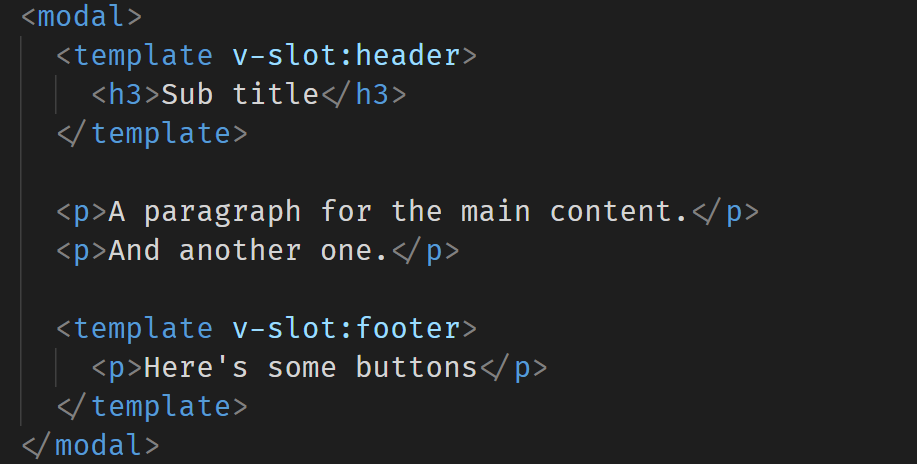 <modal>
  <template v-slot:header>
    <h3>Sub title</h3>
  </template>

  <p>A paragraph for the main content.</p>
  <p>And another one.</p>

  <template v-slot:footer>
    <p>Here's some buttons</p>
  </template>
</modal>